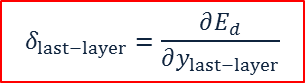 δ_last−layer = ∂E_d / ∂y_last−layer